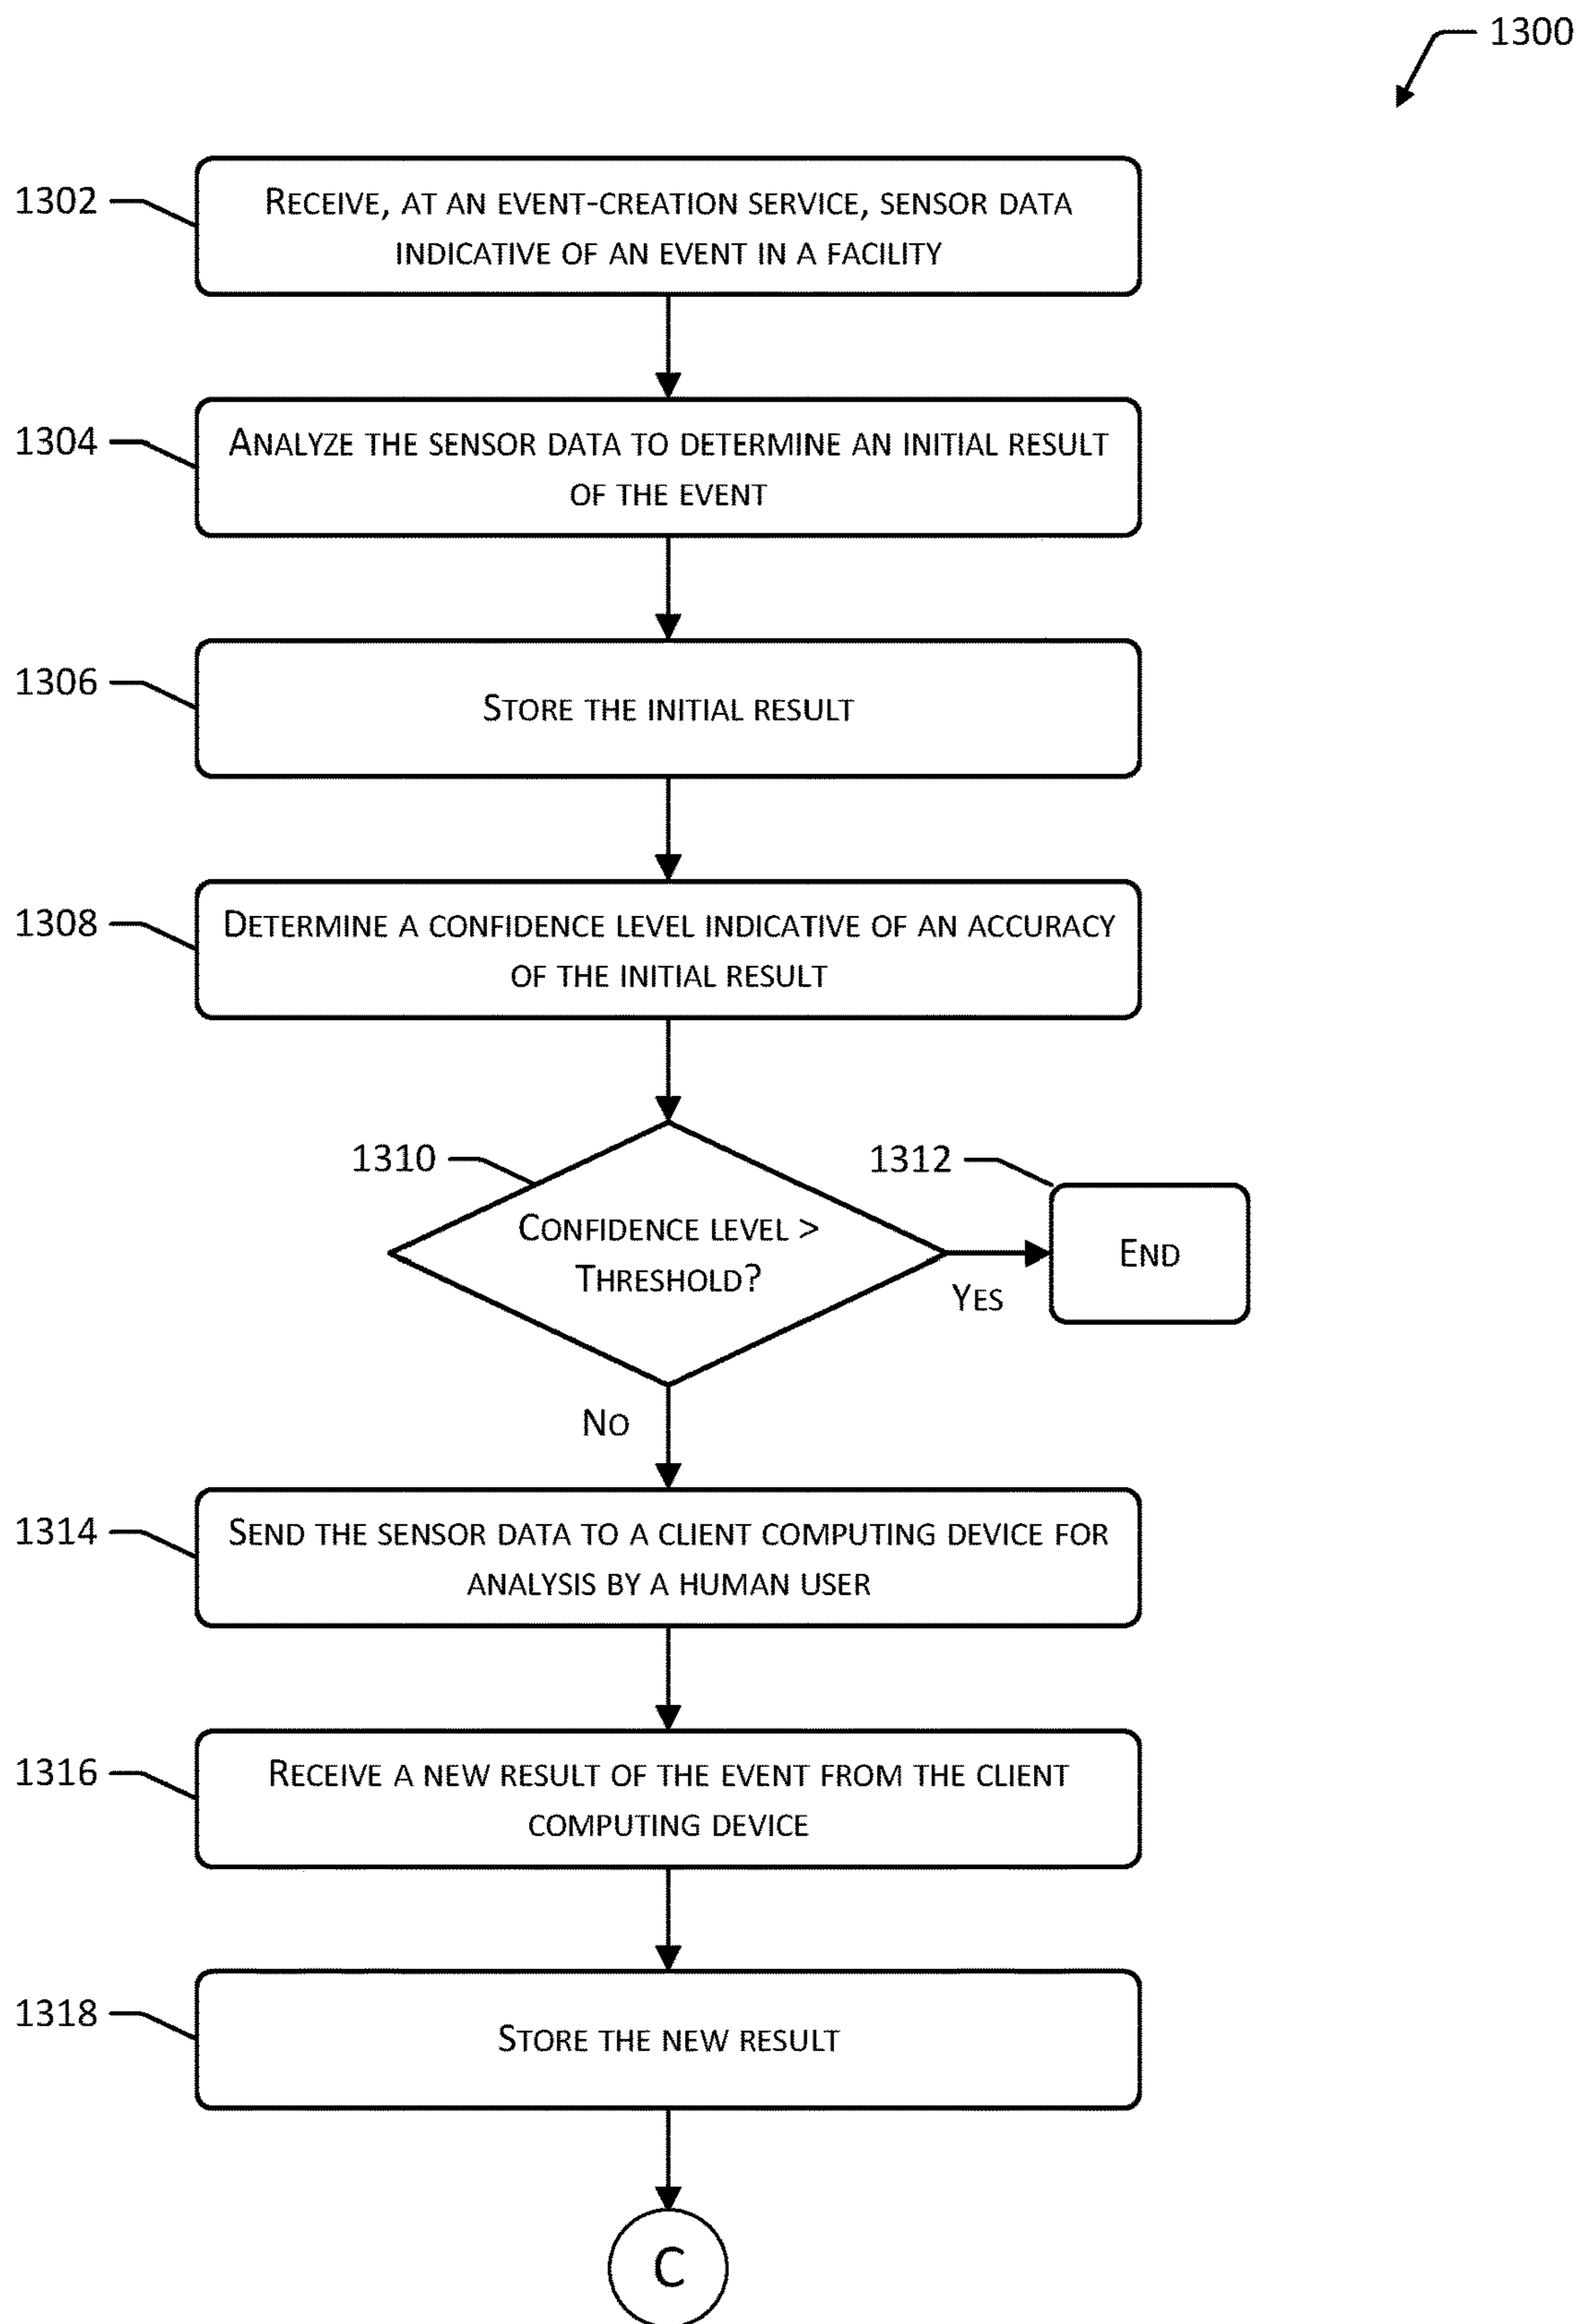 1300
1302
RECEIVE, AT AN EVENT-CREATION SERVICE, SENSOR DATA
INDICATIVE OF AN EVENT IN A FACILITY
1304
ANALYZE THE SENSOR DATA TO DETERMINE AN INITIAL RESULT
OF THE EVENT
1306
STORE THE INITIAL RESULT
1308
DETERMINE A CONFIDENCE LEVEL INDICATIVE OF AN ACCURACY
OF THE INITIAL RESULT
1310
CONFIDENCE LEVEL >
THRESHOLD?
1312
END
YES
NO
1314
SEND THE SENSOR DATA TO A CLIENT COMPUTING DEVICE FOR
ANALYSIS BY A HUMAN USER
1316
RECEIVE A NEW RESULT OF THE EVENT FROM THE CLIENT
COMPUTING DEVICE
1318
STORE THE NEW RESULT
C